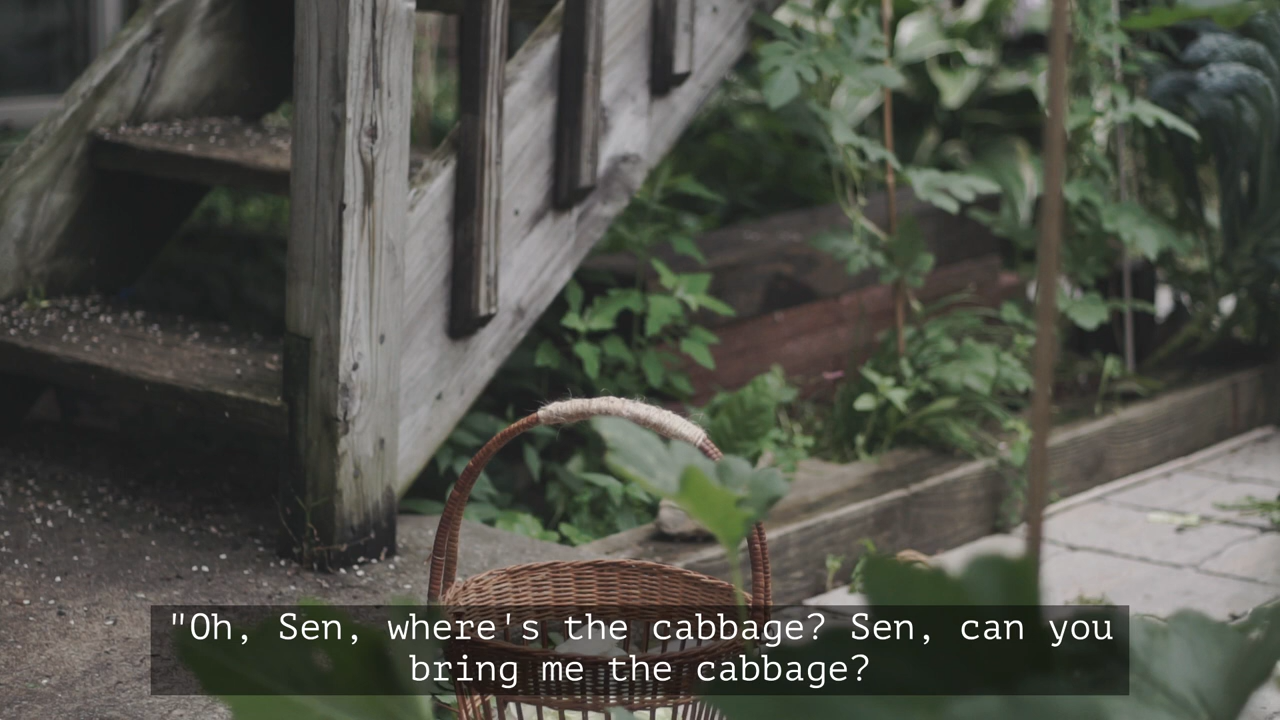 "Oh, Sen, where's the cabbage? Sen, can you
bring me the cabbage?